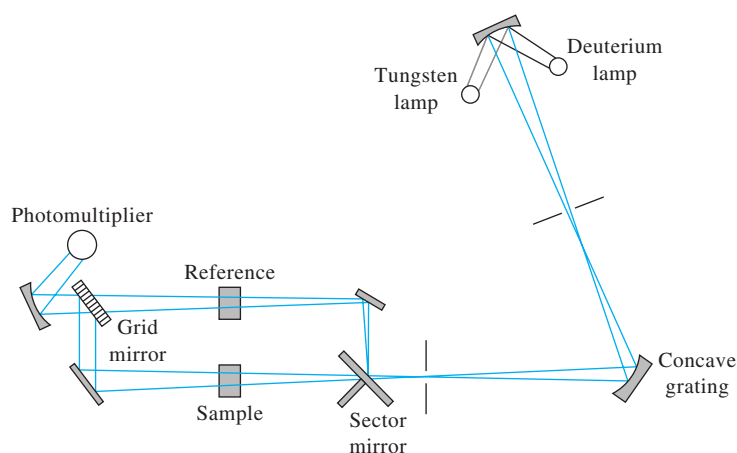 Deuterium
lamp
Tungsten
lamp
Photomultiplier
Reference
Grid
mirror
Sample
Sector
mirror
Concave
grating